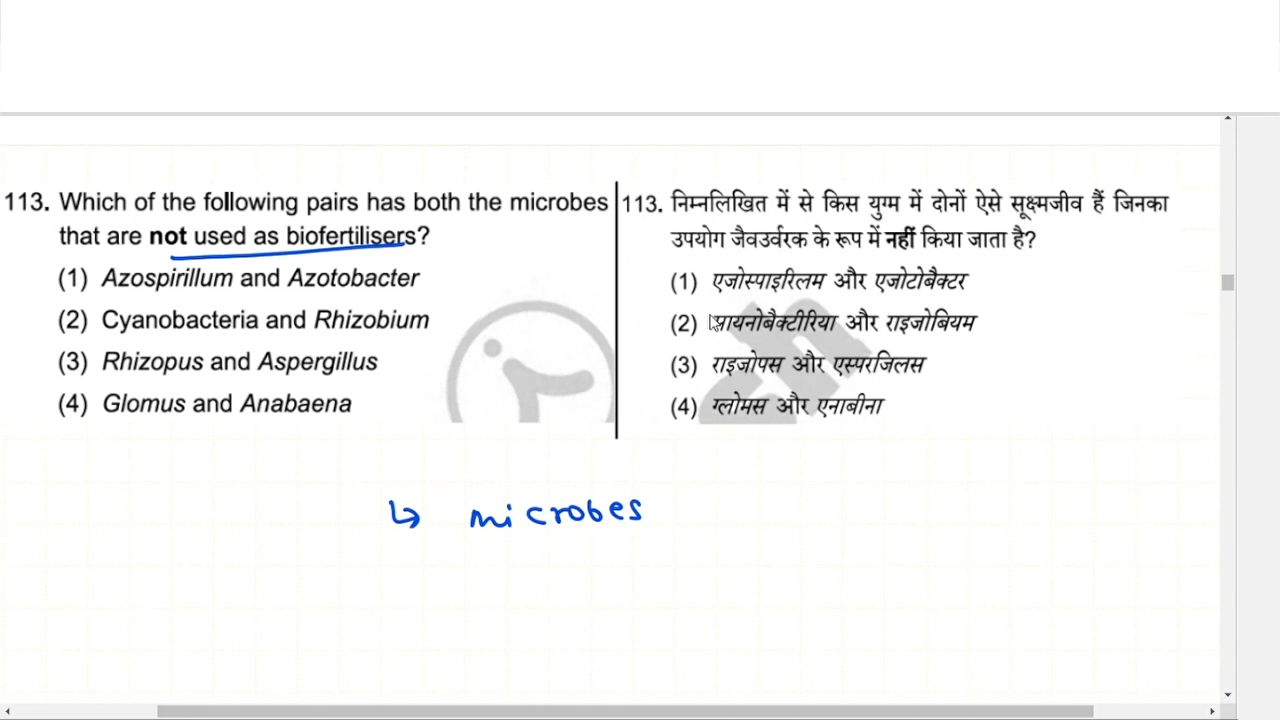 113. Which of the following pairs has both the microbes
that are not used as biofertilisers?
(1) Azospirillum and Azotobacter
(2) Cyanobacteria and Rhizobium
(3) Rhizopus and Aspergillus
(4) Glomus and Anabaena
113. निम्नलिखित में से किस युग्म में दोनों ऐसे सूक्ष्मजीव हैं जिनका
उपयोग जैवउर्वरक के रूप में नहीं किया जाता है?
(1) एजोस्पाइरिलम और एजोटोबैक्टर
(2) सायनोबैक्टीरिया और राइजोबियम
(3) राइजोपस और एस्परजिलस
(4) ग्लोमस और एनाबीना
↳ microbes